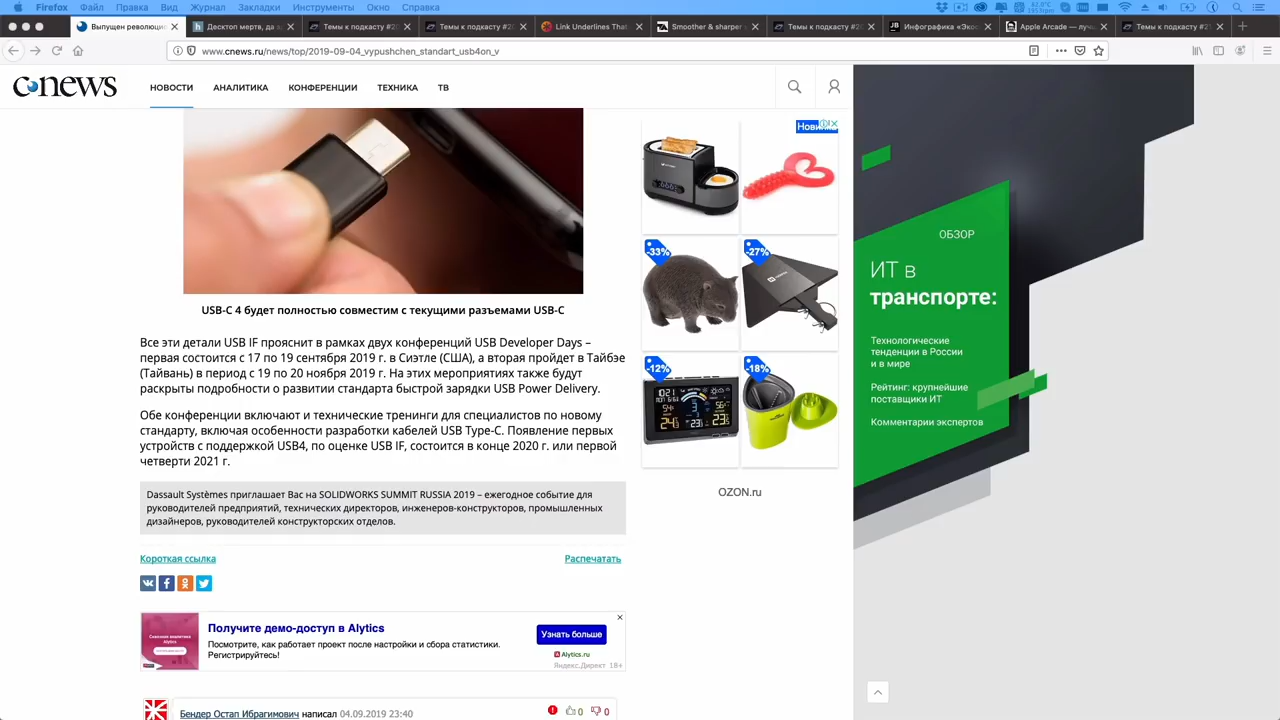 Firefox Файл Правка Вид Журнал Закладки Инструменты Окно Справка
Выпущен революцио
Десктоп мертв, да з
Темы к подкасту #20
Темы к подкасту #20
Link Underlines That
Smoother & sharper
Темы к подкасту #20
Инфографика «Экос
Apple Arcade — луч
Темы к подкасту #2
www.cnews.ru/news/top/2019-09-04_vypushchen_standart_usb4on_v
cnews
НОВОСТИ АНАЛИТИКА КОНФЕРЕНЦИИ ТЕХНИКА ТВ
USB-C 4 будет полностью совместим с текущими разъемами USB-C
Все эти детали USB IF прояснит в рамках двух конференций USB Developer Days –
первая состоится с 17 по 19 сентября 2019 г. в Сиэтле (США), а вторая пройдет в Тайбэе
(Тайвань) в период с 19 по 20 ноября 2019 г. На этих мероприятиях также будут
раскрыты подробности о развитии стандарта быстрой зарядки USB Power Delivery.
Обе конференции включают и технические тренинги для специалистов по новому
стандарту, включая особенности разработки кабелей USB Type-C. Появление первых
устройств с поддержкой USB4, по оценке USB IF, состоится в конце 2020 г. или первой
четверти 2021 г.
Dassault Systèmes приглашает Вас на SOLIDWORKS SUMMIT RUSSIA 2019 – ежегодное событие для
руководителей предприятий, технических директоров, инженеров-конструкторов, промышленных
дизайнеров, руководителей конструкторских отделов.
Короткая ссылка
Распечатать
Получите демо-доступ в Alytics
Посмотрите, как работает проект после настройки и сбора статистики.
Регистрируйтесь!
Узнать больше
Alytics.ru
Яндекс.Директ 18+
Бендер Остап Ибрагимович написал 04.09.2019 23:40
0 0
Новинка
-33%
-27%
-12%
-18%
OZON.ru
ОБЗОР
ИТ в
транспорте:
Технологические
тенденции в России
и в мире
Рейтинг: крупнейшие
поставщики ИТ
Комментарии экспертов